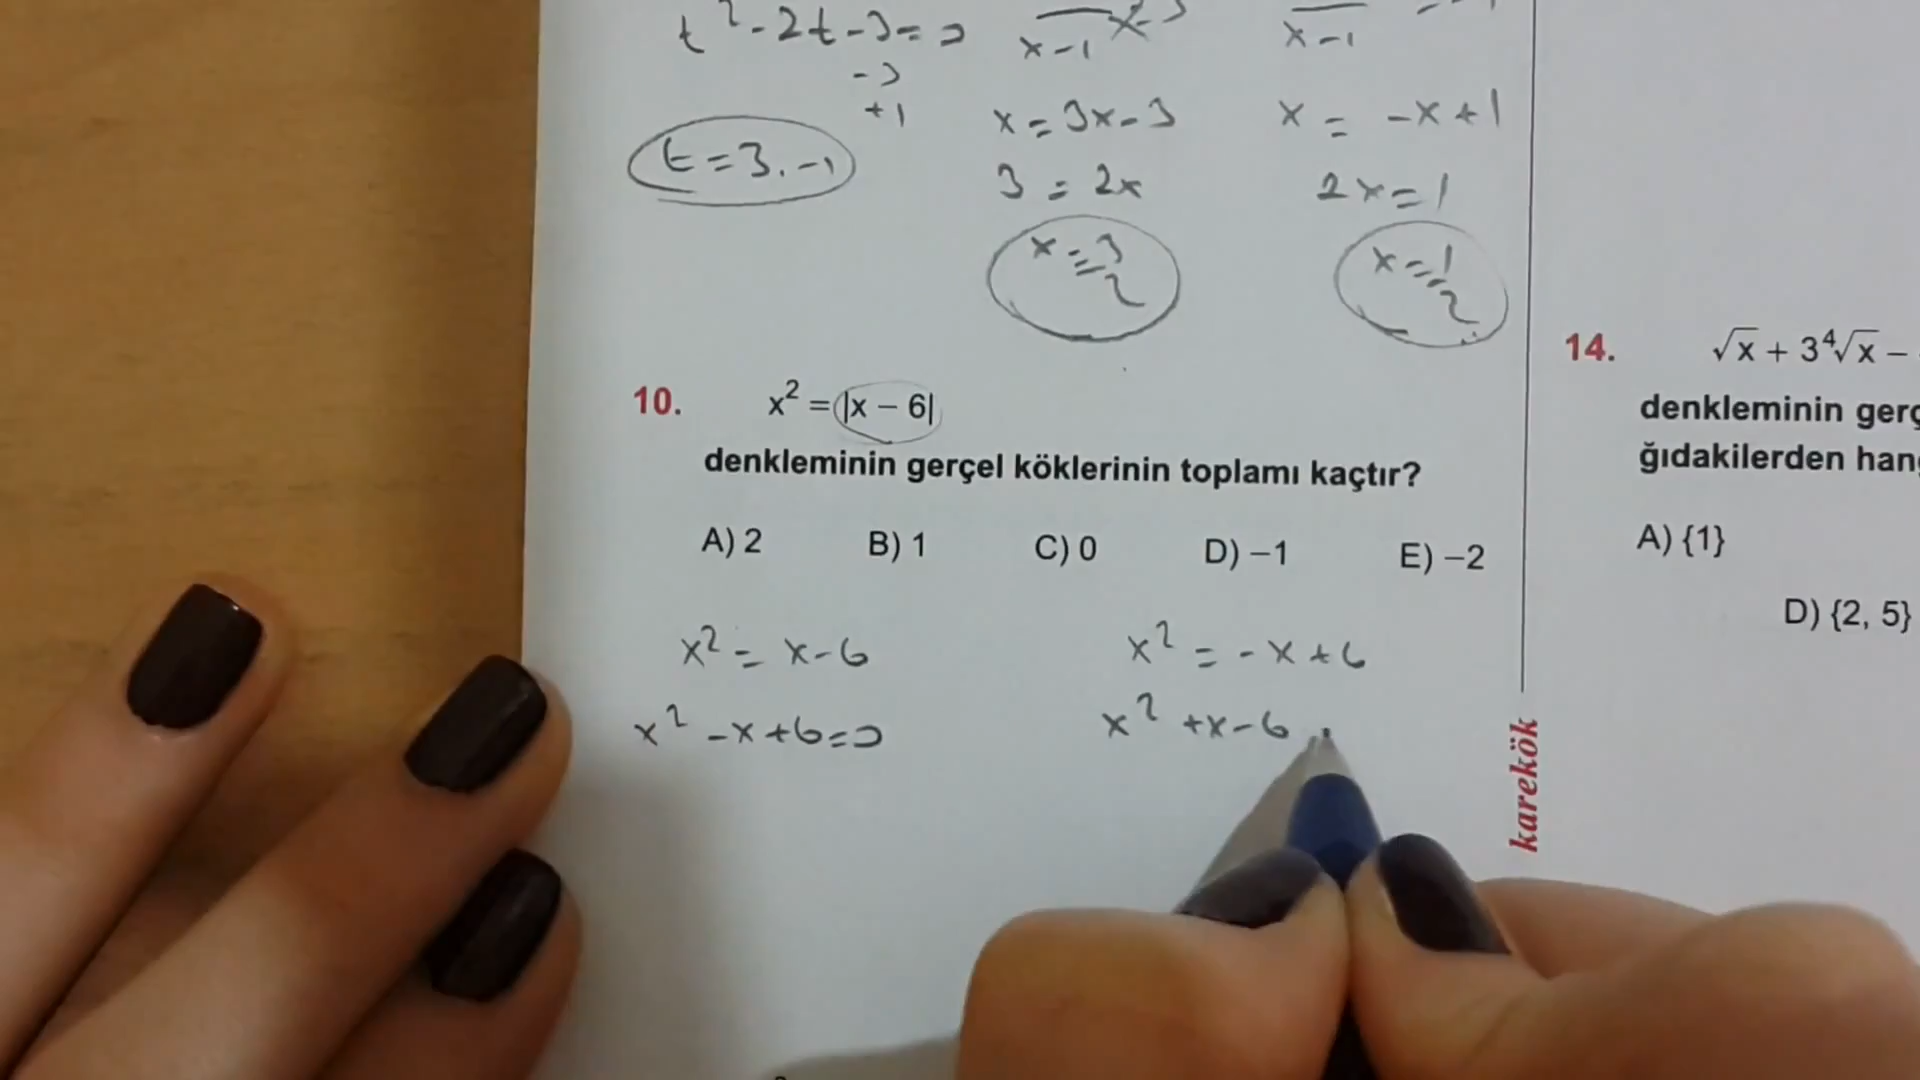 t² - 2t - 3 = 0
-3
+1
t = 3, -1
x - 1
x = 3x - 3
3 = 2x
x = 3/2
x - 1
x = -x + 1
2x = 1
x = 1/2
10. x² = |x – 6|
denkleminin gerçel köklerinin toplamı kaçtır?
A) 2 B) 1 C) 0 D) –1 E) –2
x² = x - 6
x² - x + 6 = 0
x² = -x + 6
x² + x - 6
karekök
14. √x + 3⁴√x –
denkleminin gerç
ğıdakilerden han
A) {1}
D) {2, 5}